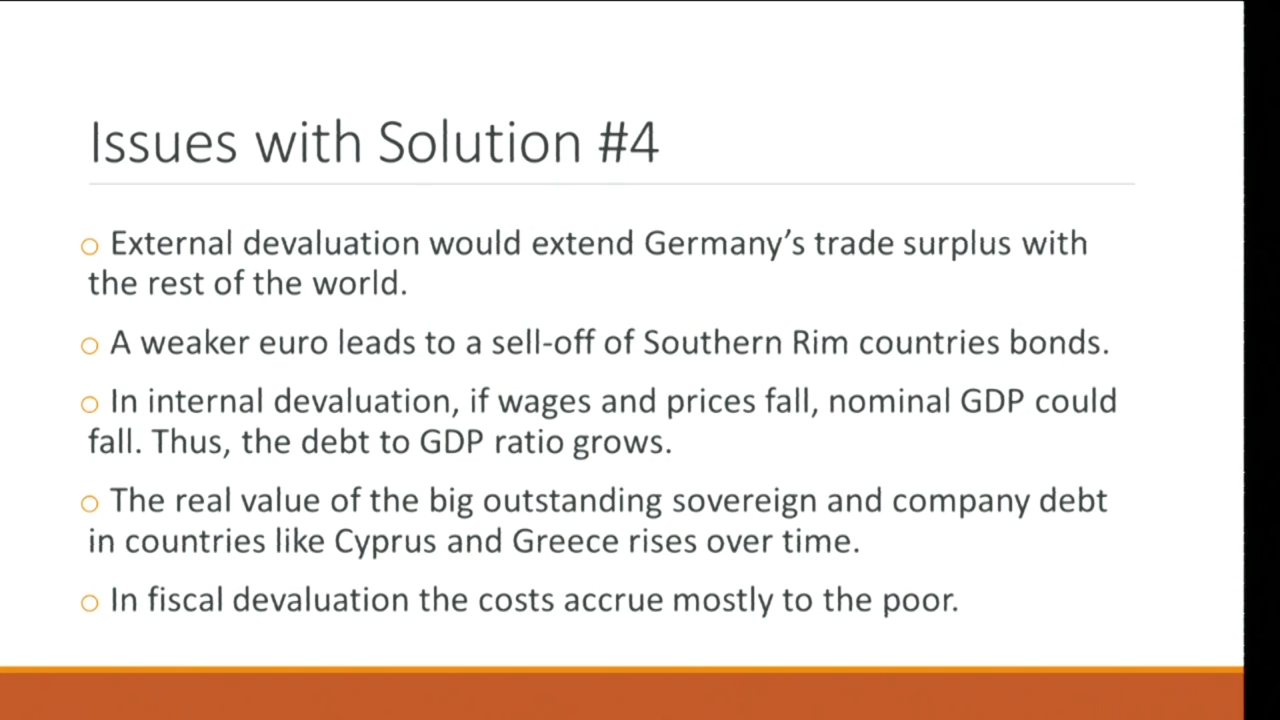 Issues with Solution #4
o External devaluation would extend Germany’s trade surplus with
the rest of the world.
o A weaker euro leads to a sell-off of Southern Rim countries bonds.
o In internal devaluation, if wages and prices fall, nominal GDP could
fall. Thus, the debt to GDP ratio grows.
o The real value of the big outstanding sovereign and company debt
in countries like Cyprus and Greece rises over time.
o In fiscal devaluation the costs accrue mostly to the poor.